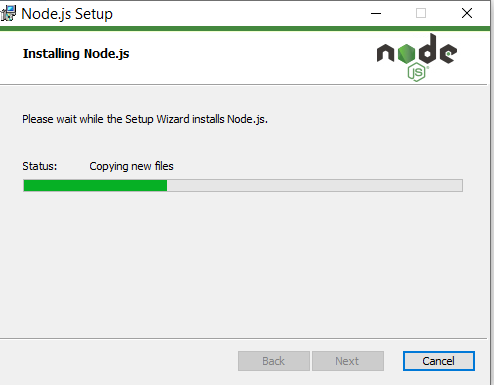 Node.js Setup
Installing Node.js
node
JS
Please wait while the Setup Wizard installs Node.js.
Status: Copying new files
Back Next Cancel